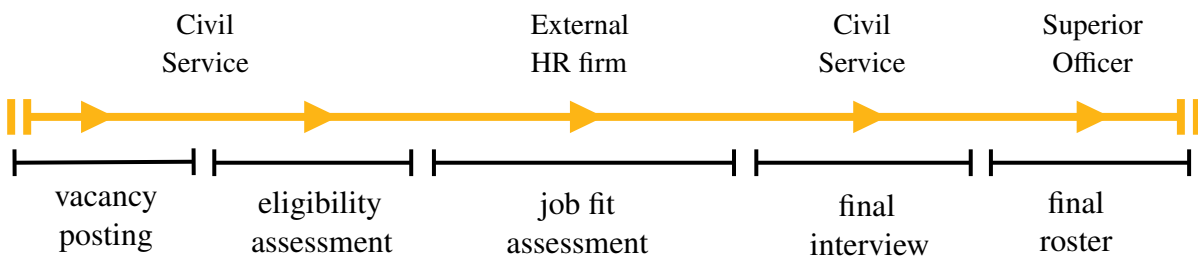 Civil
Service
External
HR firm
Civil
Service
Superior
Officer
vacancy
posting
eligibility
assessment
job fit
assessment
final
interview
final
roster